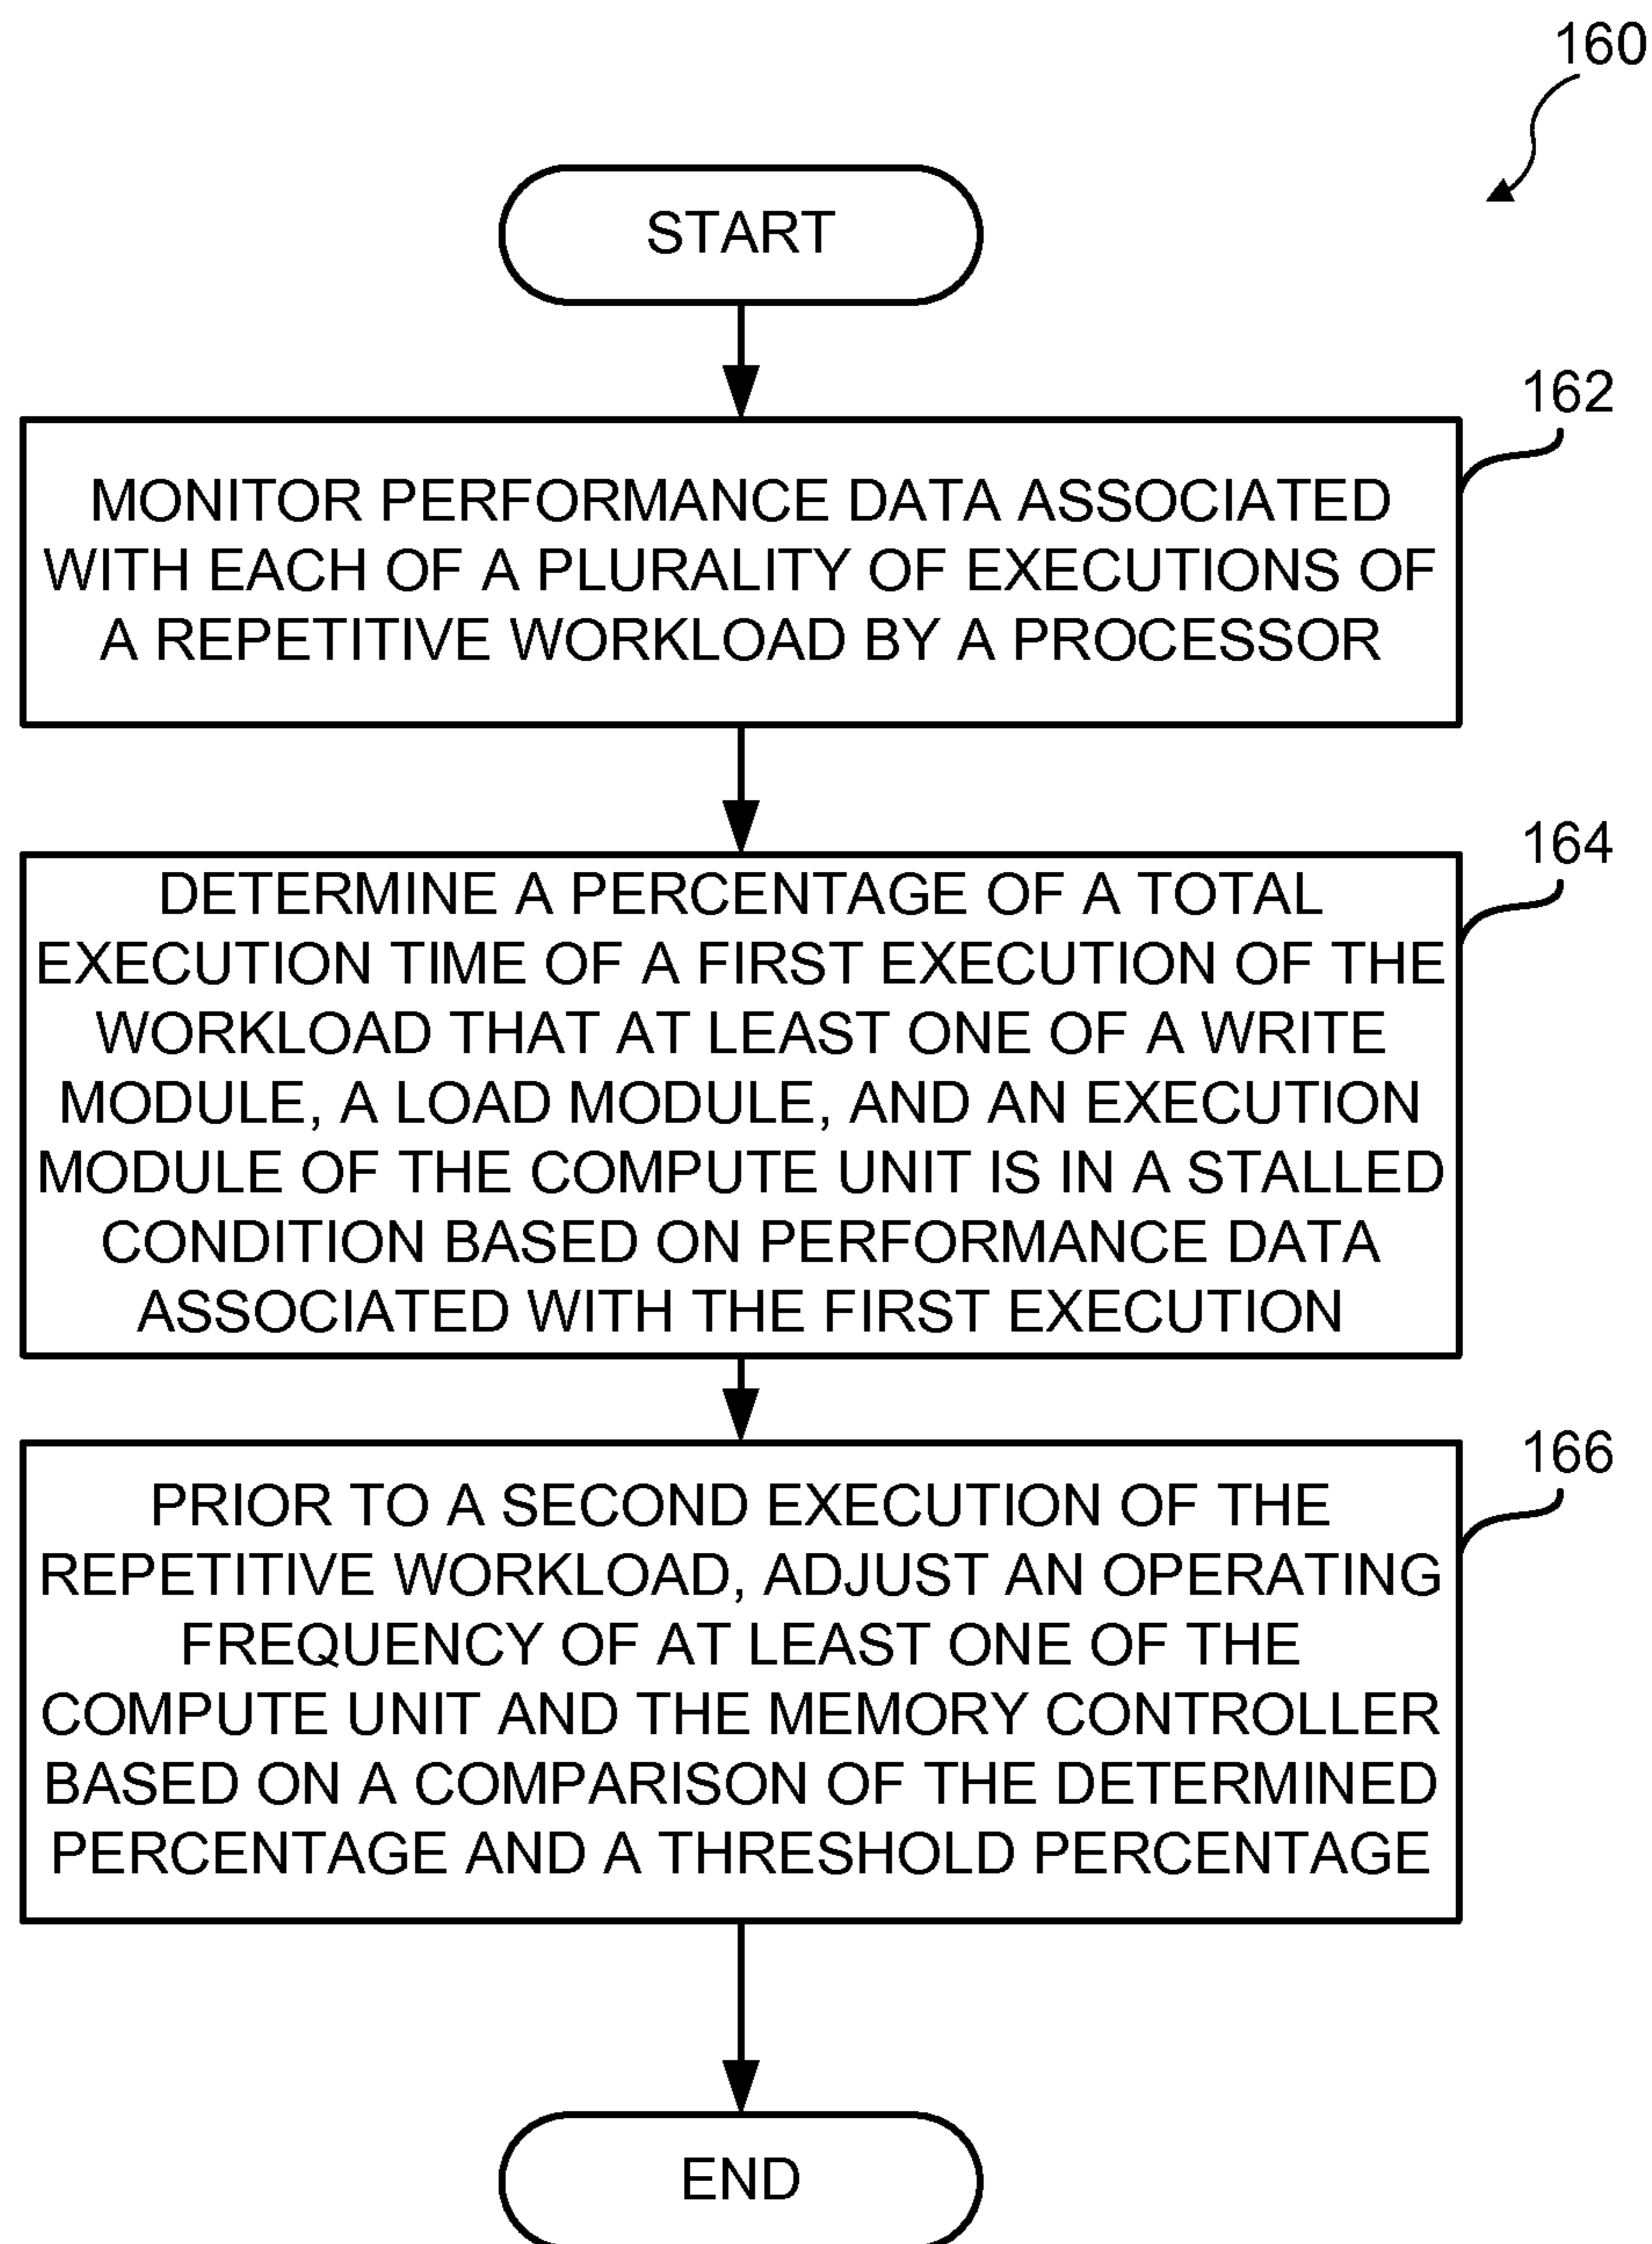 160
START
162
MONITOR PERFORMANCE DATA ASSOCIATED
WITH EACH OF A PLURALITY OF EXECUTIONS OF
A REPETITIVE WORKLOAD BY A PROCESSOR
164
DETERMINE A PERCENTAGE OF A TOTAL
EXECUTION TIME OF A FIRST EXECUTION OF THE
WORKLOAD THAT AT LEAST ONE OF A WRITE
MODULE, A LOAD MODULE, AND AN EXECUTION
MODULE OF THE COMPUTE UNIT IS IN A STALLED
CONDITION BASED ON PERFORMANCE DATA
ASSOCIATED WITH THE FIRST EXECUTION
166
PRIOR TO A SECOND EXECUTION OF THE
REPETITIVE WORKLOAD, ADJUST AN OPERATING
FREQUENCY OF AT LEAST ONE OF THE
COMPUTE UNIT AND THE MEMORY CONTROLLER
BASED ON A COMPARISON OF THE DETERMINED
PERCENTAGE AND A THRESHOLD PERCENTAGE
END